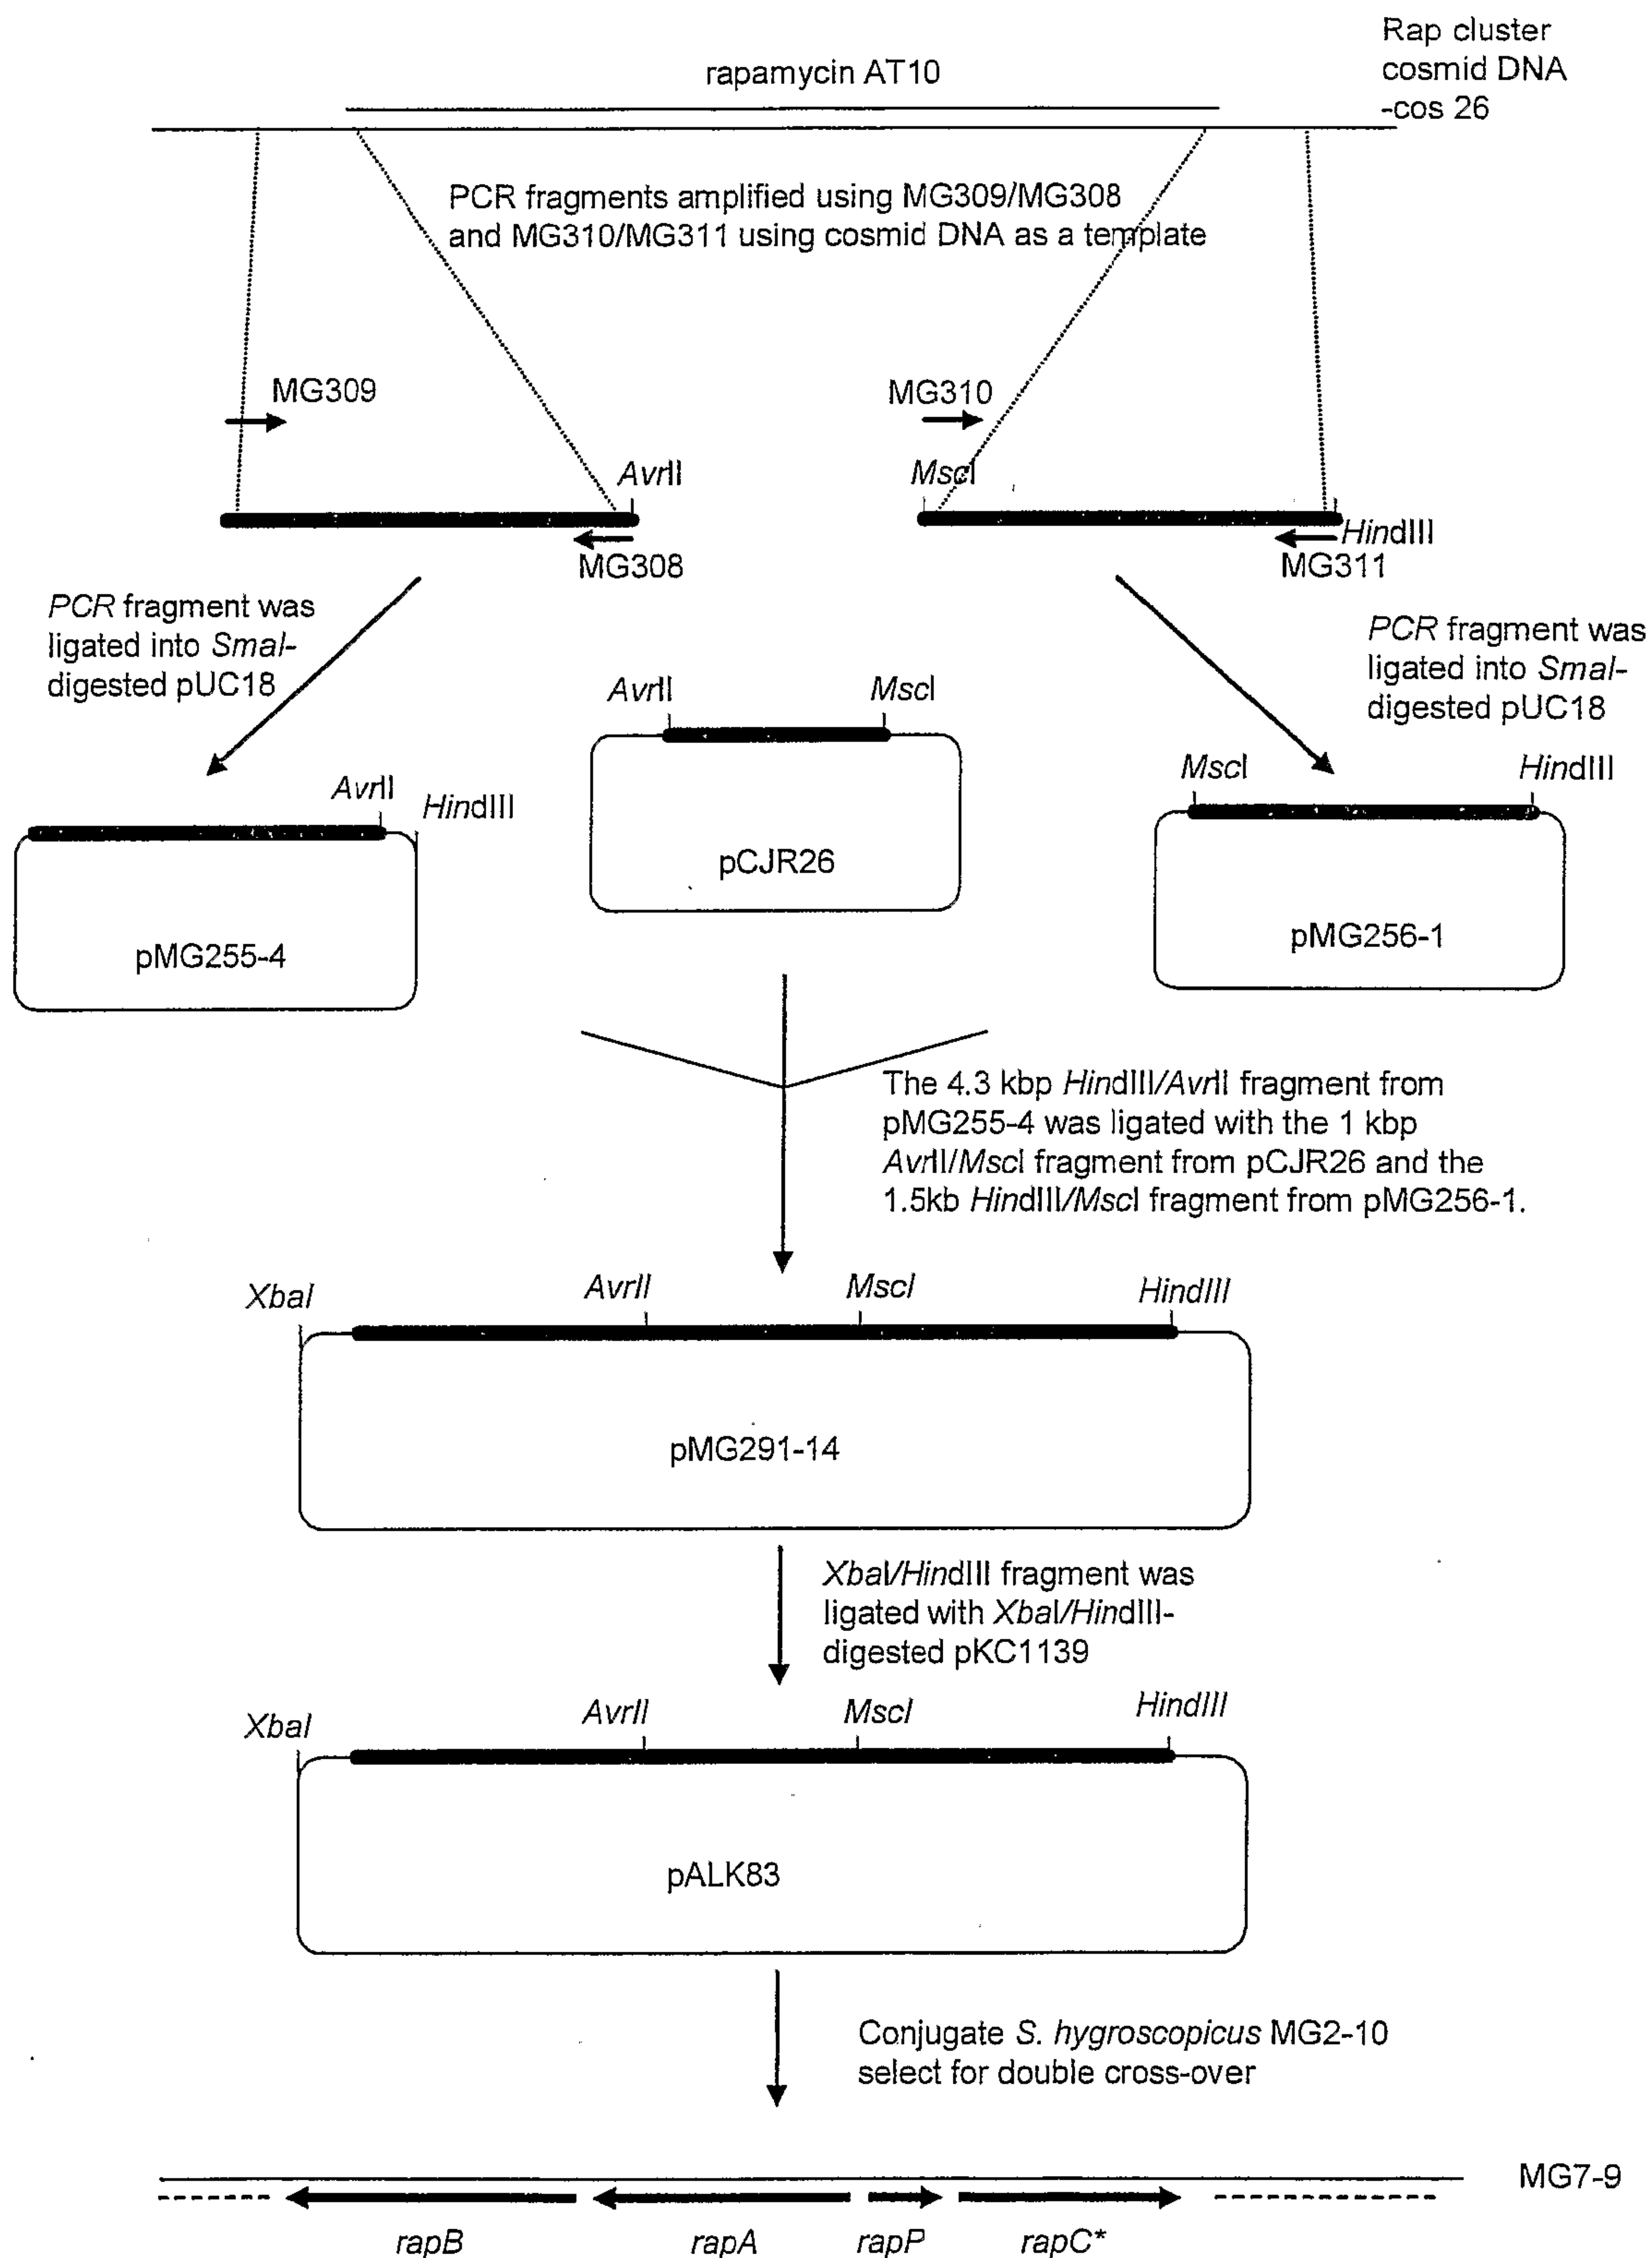 Rap cluster
cosmid DNA
-cos 26
rapamycin AT10
PCR fragments amplified using MG309/MG308
and MG310/MG311 using cosmid DNA as a template
MG309
MG310
AvrII
MscI
HindIII
MG308
MG311
PCR fragment was
ligated into SmaI-
digested pUC18
PCR fragment was
ligated into SmaI-
digested pUC18
AvrII
MscI
pCJR26
AvrII
HindIII
pMG255-4
MscI
HindIII
pMG256-1
The 4.3 kbp HindIII/AvrII fragment from
pMG255-4 was ligated with the 1 kbp
AvrII/MscI fragment from pCJR26 and the
1.5kb HindIII/MscI fragment from pMG256-1.
XbaI
AvrII
MscI
HindIII
pMG291-14
XbaI/HindIII fragment was
ligated with XbaI/HindIII-
digested pKC1139
XbaI
AvrII
MscI
HindIII
pALK83
Conjugate S. hygroscopicus MG2-10
select for double cross-over
MG7-9
rapB
rapA
rapP
rapC*